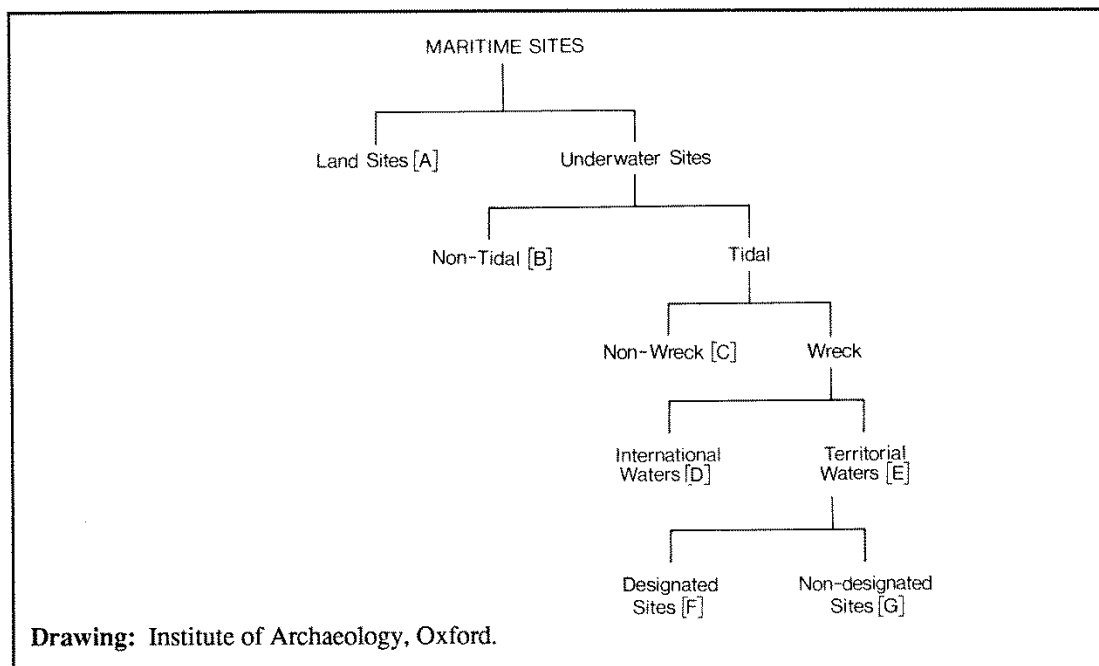 MARITIME SITES
Land Sites [A]
Underwater Sites
Non-Tidal [B]
Tidal
Non-Wreck [C]
Wreck
International
Waters [D]
Territorial
Waters [E]
Designated
Sites [F]
Non-designated
Sites [G]
Drawing: Institute of Archaeology, Oxford.